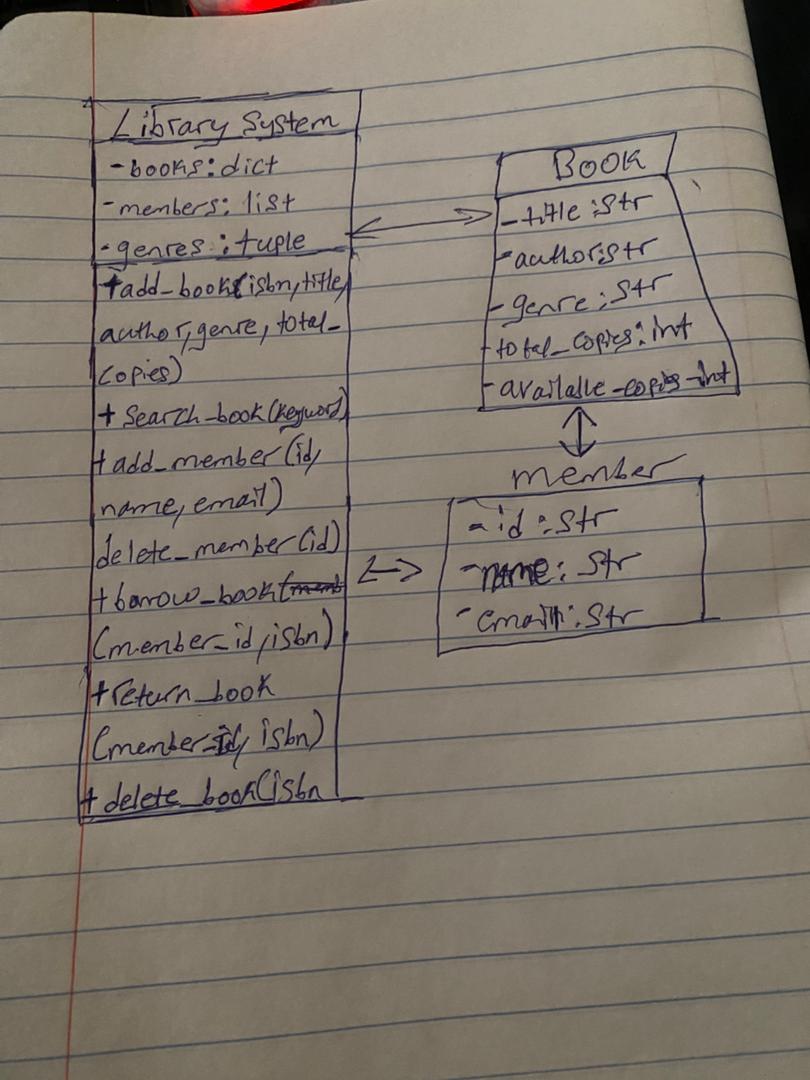 Library System
-books:dict
-members: list
-genres:tuple
+add_book(isbn,title,
author,genre,total_
copies)
+ Search_book(keyword)
+add_member(id,
name,email)
delete_member(id)
+borrow_book(
(member_id,isbn)
+return_book
(member_id, isbn)
+ delete_book(isbn
BOOK
-title:Str
-author:str
-genre:Str
-total_copies:int
-available_copies-int
member
-id:Str
-name: Str
-email:Str